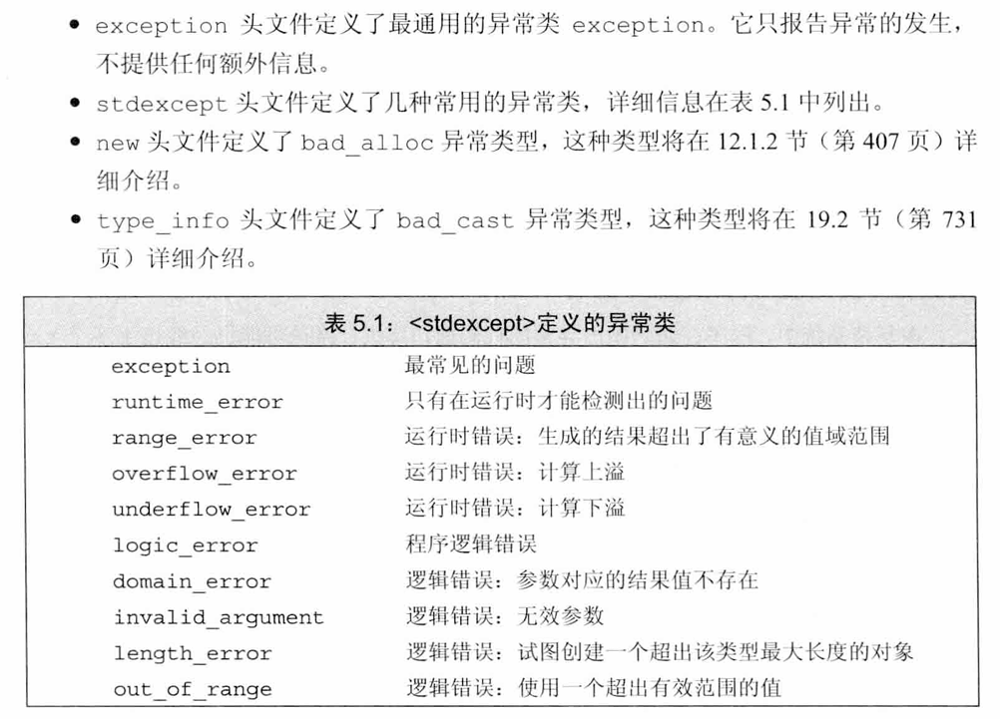 • exception 头文件定义了最通用的异常类 exception。它只报告异常的发生，
不提供任何额外信息。
• stdexcept 头文件定义了几种常用的异常类，详细信息在表 5.1 中列出。
• new 头文件定义了 bad_alloc 异常类型，这种类型将在 12.1.2 节（第 407 页）详
细介绍。
• type_info 头文件定义了 bad_cast 异常类型，这种类型将在 19.2 节（第 731
页）详细介绍。
表 5.1：<stdexcept>定义的异常类
exception 最常见的问题
runtime_error 只有在运行时才能检测出的问题
range_error 运行时错误：生成的结果超出了有意义的值域范围
overflow_error 运行时错误：计算上溢
underflow_error 运行时错误：计算下溢
logic_error 程序逻辑错误
domain_error 逻辑错误：参数对应的结果值不存在
invalid_argument 逻辑错误：无效参数
length_error 逻辑错误：试图创建一个超出该类型最大长度的对象
out_of_range 逻辑错误：使用一个超出有效范围的值